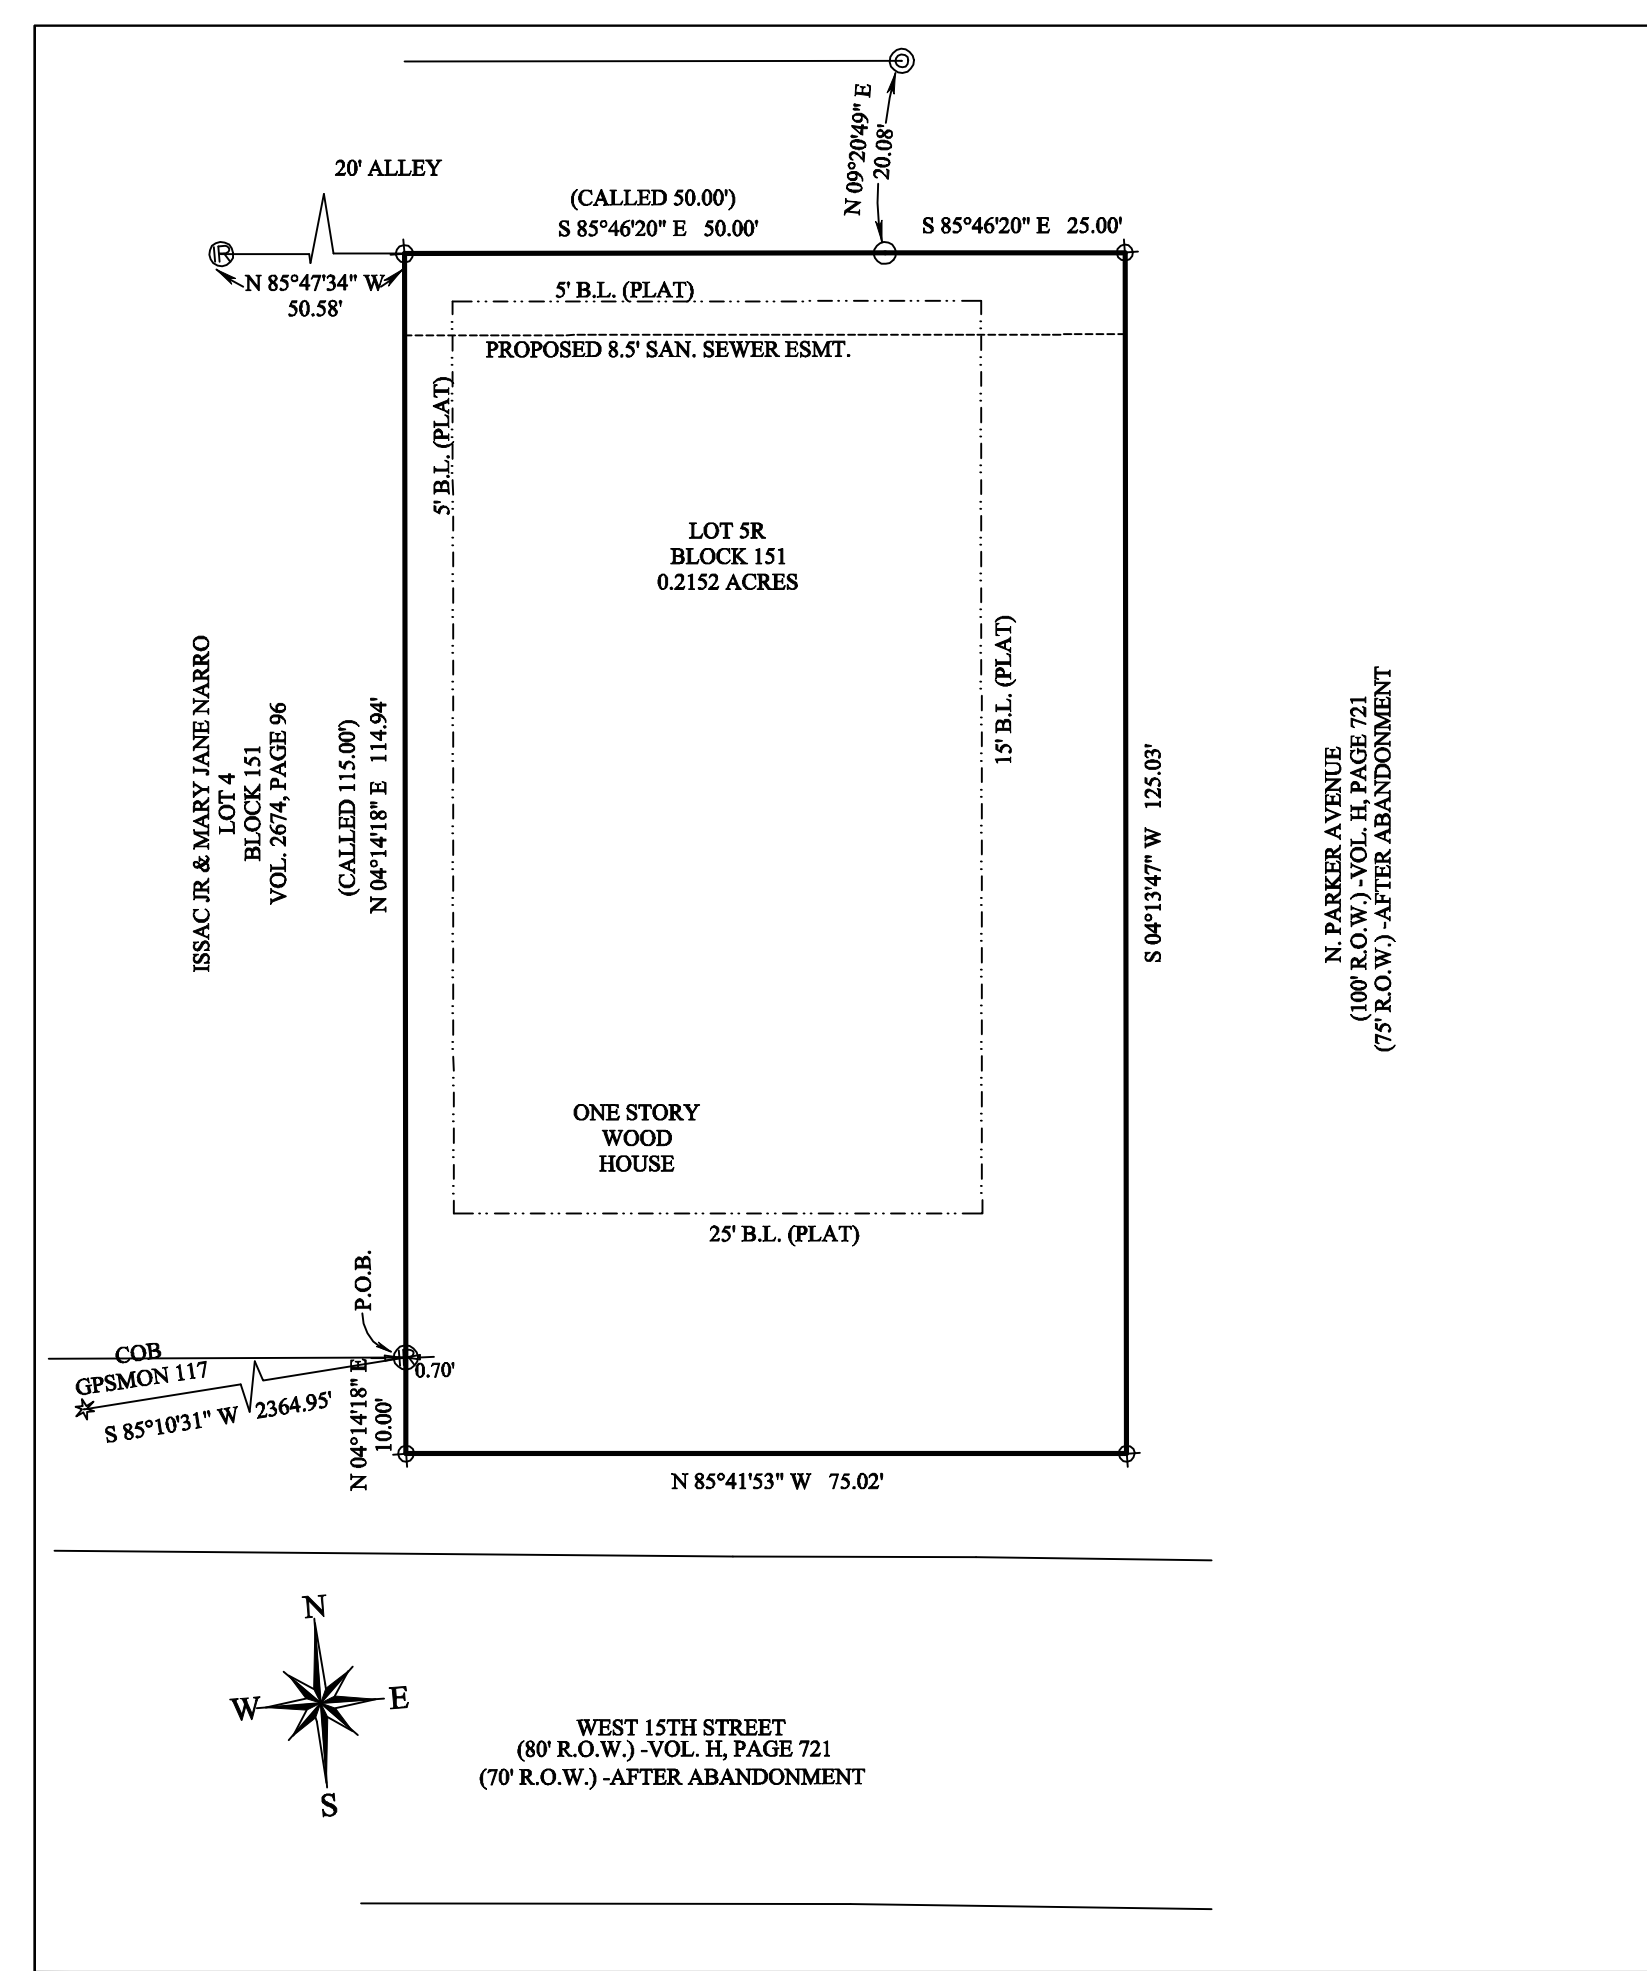 N 09°20'49" E
20.08'
20' ALLEY
(CALLED 50.00')
S 85°46'20" E 50.00'
S 85°46'20" E 25.00'
IR
N 85°47'34" W
50.58'
5' B.L. (PLAT)
PROPOSED 8.5' SAN. SEWER ESMT.
5' B.L. (PLAT)
LOT 5R
BLOCK 151
0.2152 ACRES
15' B.L. (PLAT)
ISSAC JR & MARY JANE NARRO
LOT 4
BLOCK 151
VOL. 2674, PAGE 96
(CALLED 115.00')
N 04°14'18" E 114.94'
S 04°13'47" W 125.03'
N. PARKER AVENUE
(100' R.O.W.) -VOL. H, PAGE 721
(75' R.O.W.) -AFTER ABANDONMENT
ONE STORY
WOOD
HOUSE
25' B.L. (PLAT)
P.O.B.
COB
GPSMON 117
S 85°10'31" W 2364.95'
IR
0.70'
N 04°14'18" E
10.00'
N 85°41'53" W 75.02'
N
W
E
S
WEST 15TH STREET
(80' R.O.W.) -VOL. H, PAGE 721
(70' R.O.W.) -AFTER ABANDONMENT